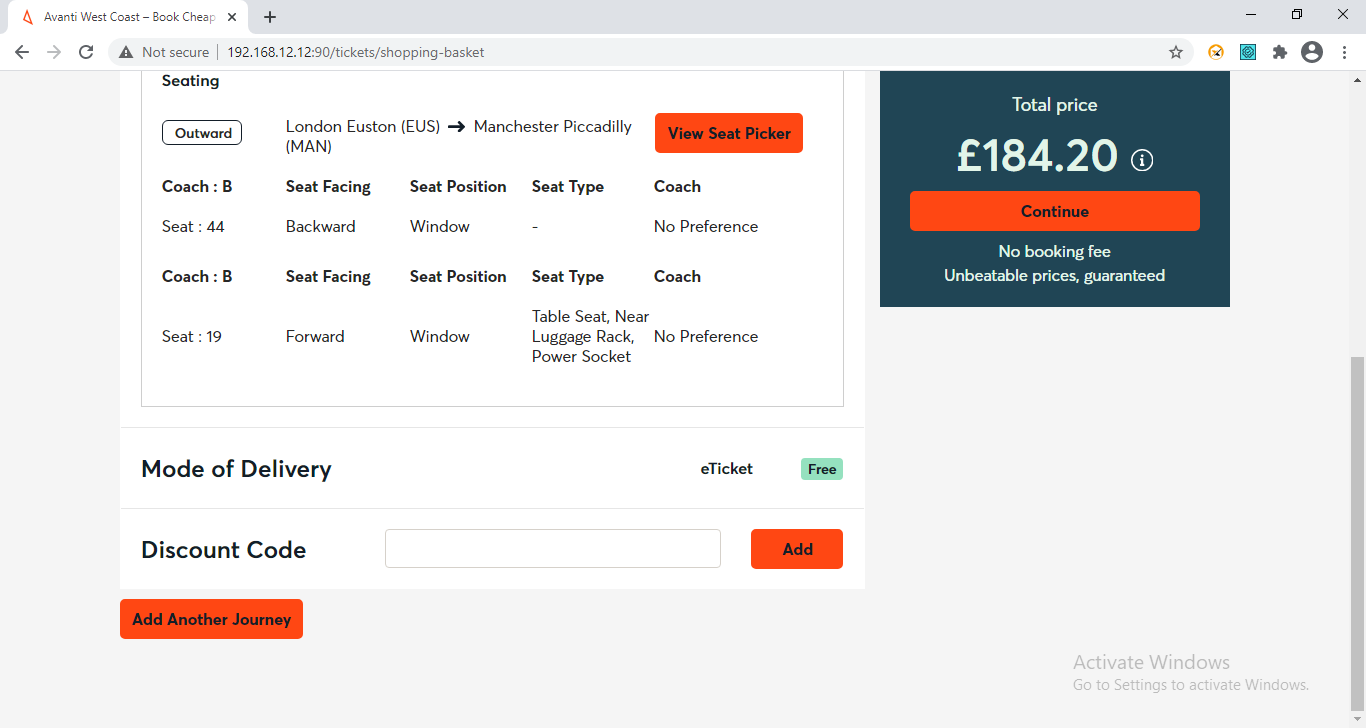 Avanti West Coast – Book Cheap
Not secure
192.168.12.12:90/tickets/shopping-basket
Seating
Outward
London Euston (EUS) → Manchester Piccadilly
(MAN)
View Seat Picker
Coach : B Seat Facing Seat Position Seat Type Coach
Seat : 44 Backward Window - No Preference
Coach : B Seat Facing Seat Position Seat Type Coach
Seat : 19 Forward Window
Table Seat, Near
Luggage Rack,
Power Socket
No Preference
Mode of Delivery eTicket Free
Discount Code Add
Add Another Journey
Total price
£184.20
Continue
No booking fee
Unbeatable prices, guaranteed
Activate Windows
Go to Settings to activate Windows.